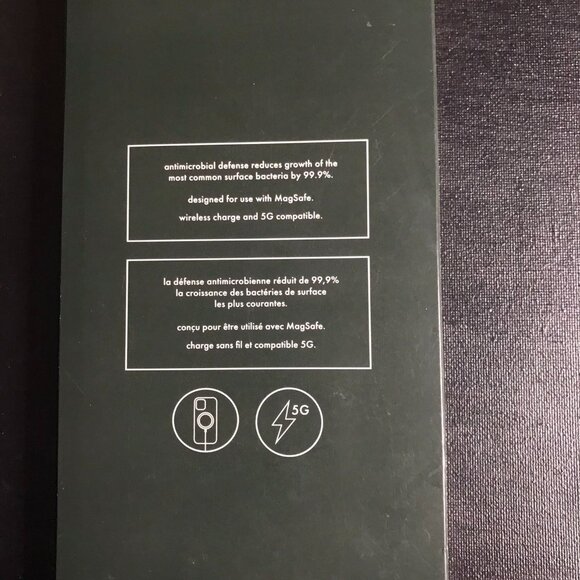 antimicrobial defense reduces growth of the
most common surface bacteria by 99.9%.
designed for use with MagSafe.
wireless charge and 5G compatible.
la défense antimicrobienne réduit de 99,9%
la croissance des bactéries de surface
les plus courantes.
conçu pour être utilisé avec MagSafe.
charge sans fil et compatible 5G.
5G